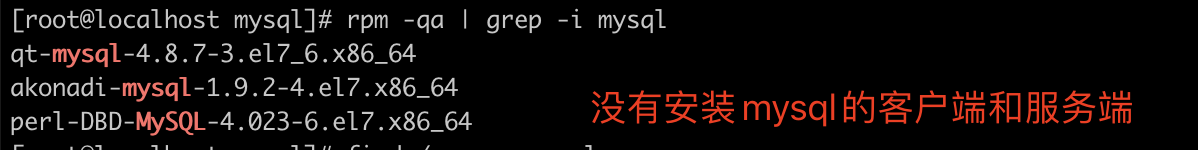 [root@localhost mysql]# rpm -qa | grep -i mysql
qt-mysql-4.8.7-3.el7_6.x86_64
akonadi-mysql-1.9.2-4.el7.x86_64
perl-DBD-MySQL-4.023-6.el7.x86_64
没有安装mysql的客户端和服务端